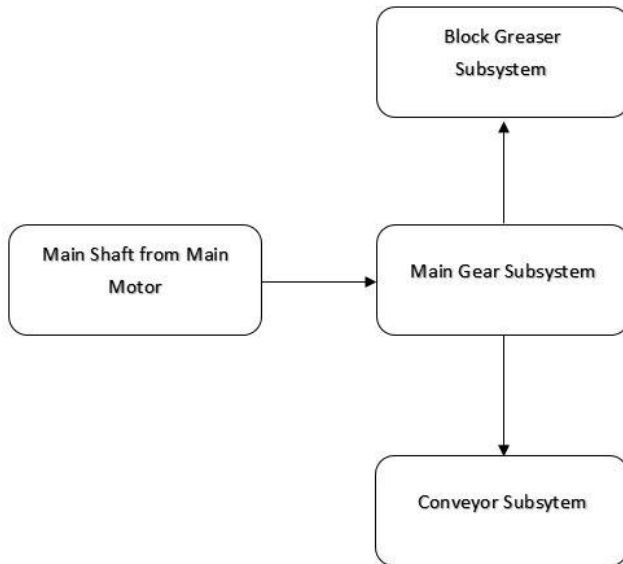 Block Greaser
Subsystem
Main Shaft from Main
Motor
Main Gear Subsystem
Conveyor Subsytem